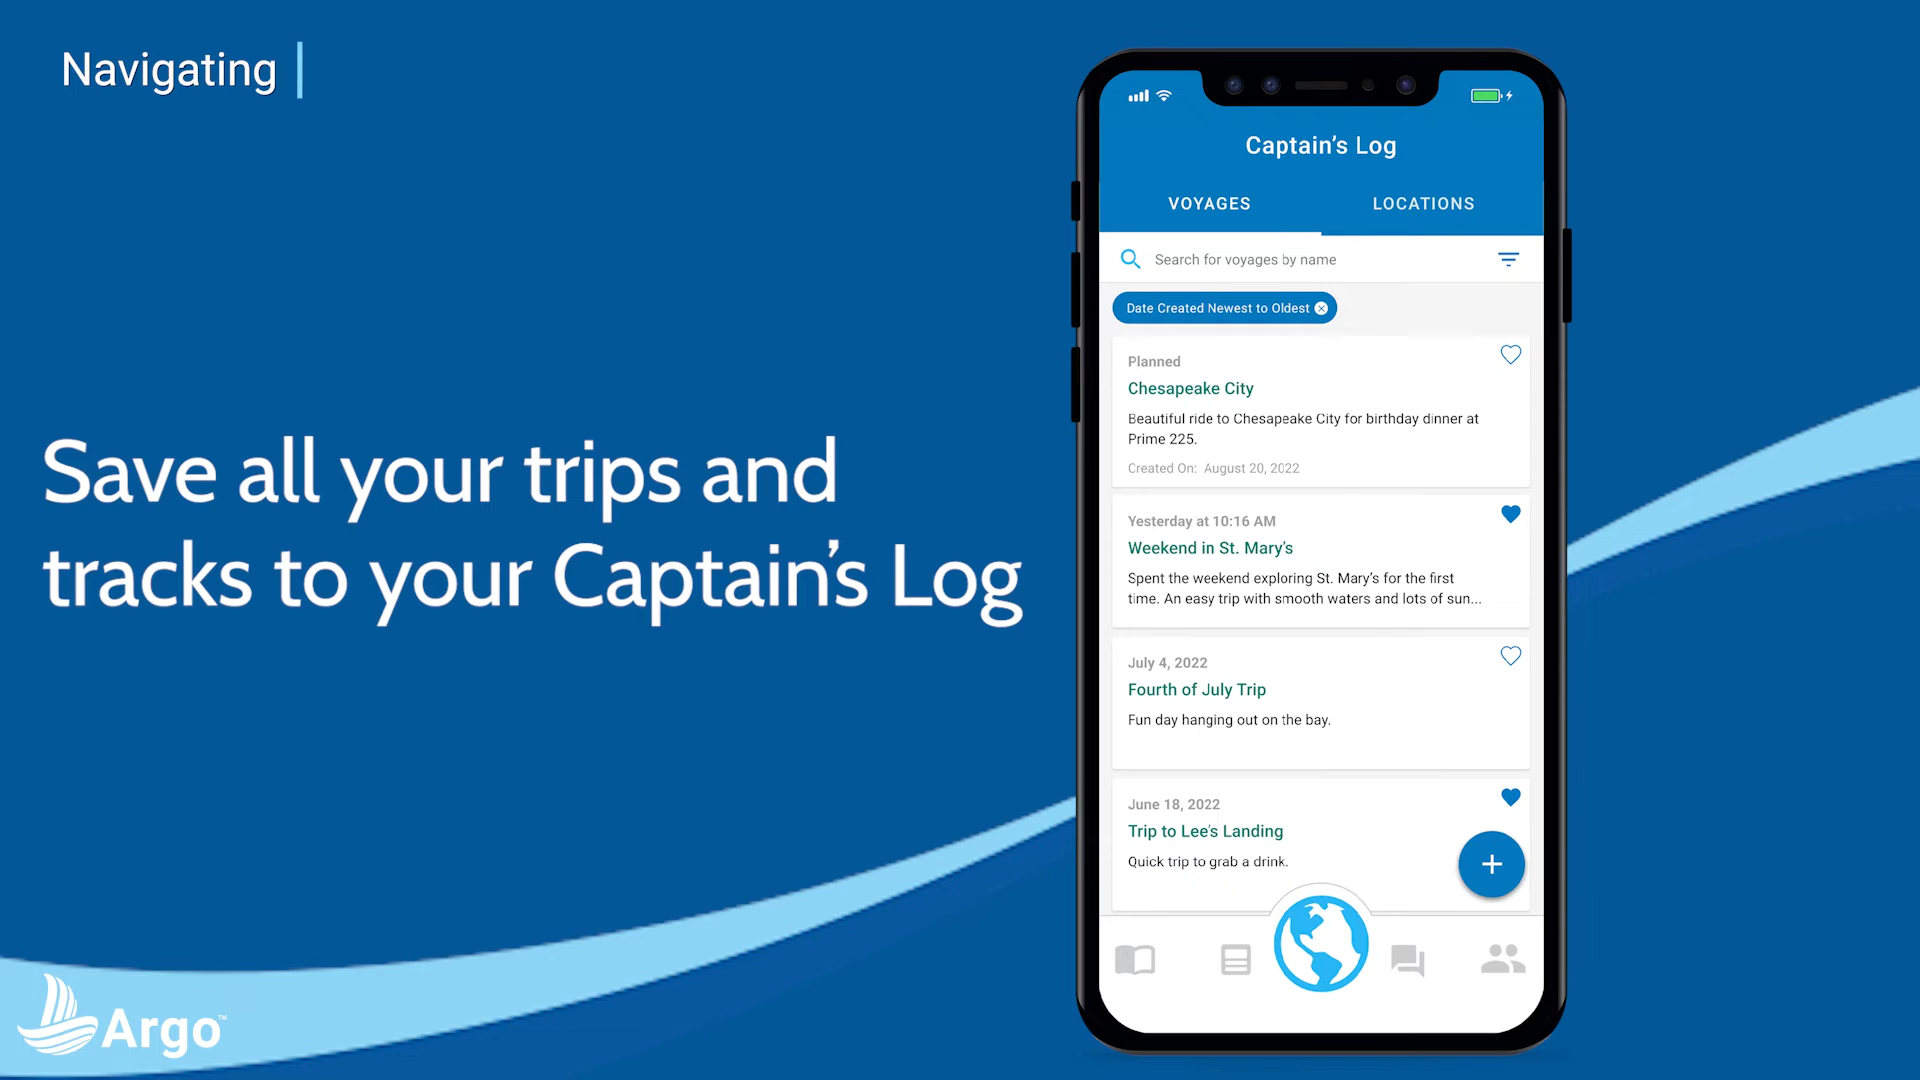 Navigating
Save all your trips and
tracks to your Captain's Log
Captain's Log
VOYAGES
LOCATIONS
Search for voyages by name
Date Created Newest to Oldest
Planned
Chesapeake City
Beautiful ride to Chesapeake City for birthday dinner at
Prime 225.
Created On: August 20, 2022
Yesterday at 10:16 AM
Weekend in St. Mary's
Spent the weekend exploring St. Mary's for the first
time. An easy trip with smooth waters and lots of sun...
July 4, 2022
Fourth of July Trip
Fun day hanging out on the bay.
June 18, 2022
Trip to Lee's Landing
Quick trip to grab a drink.
Argo™